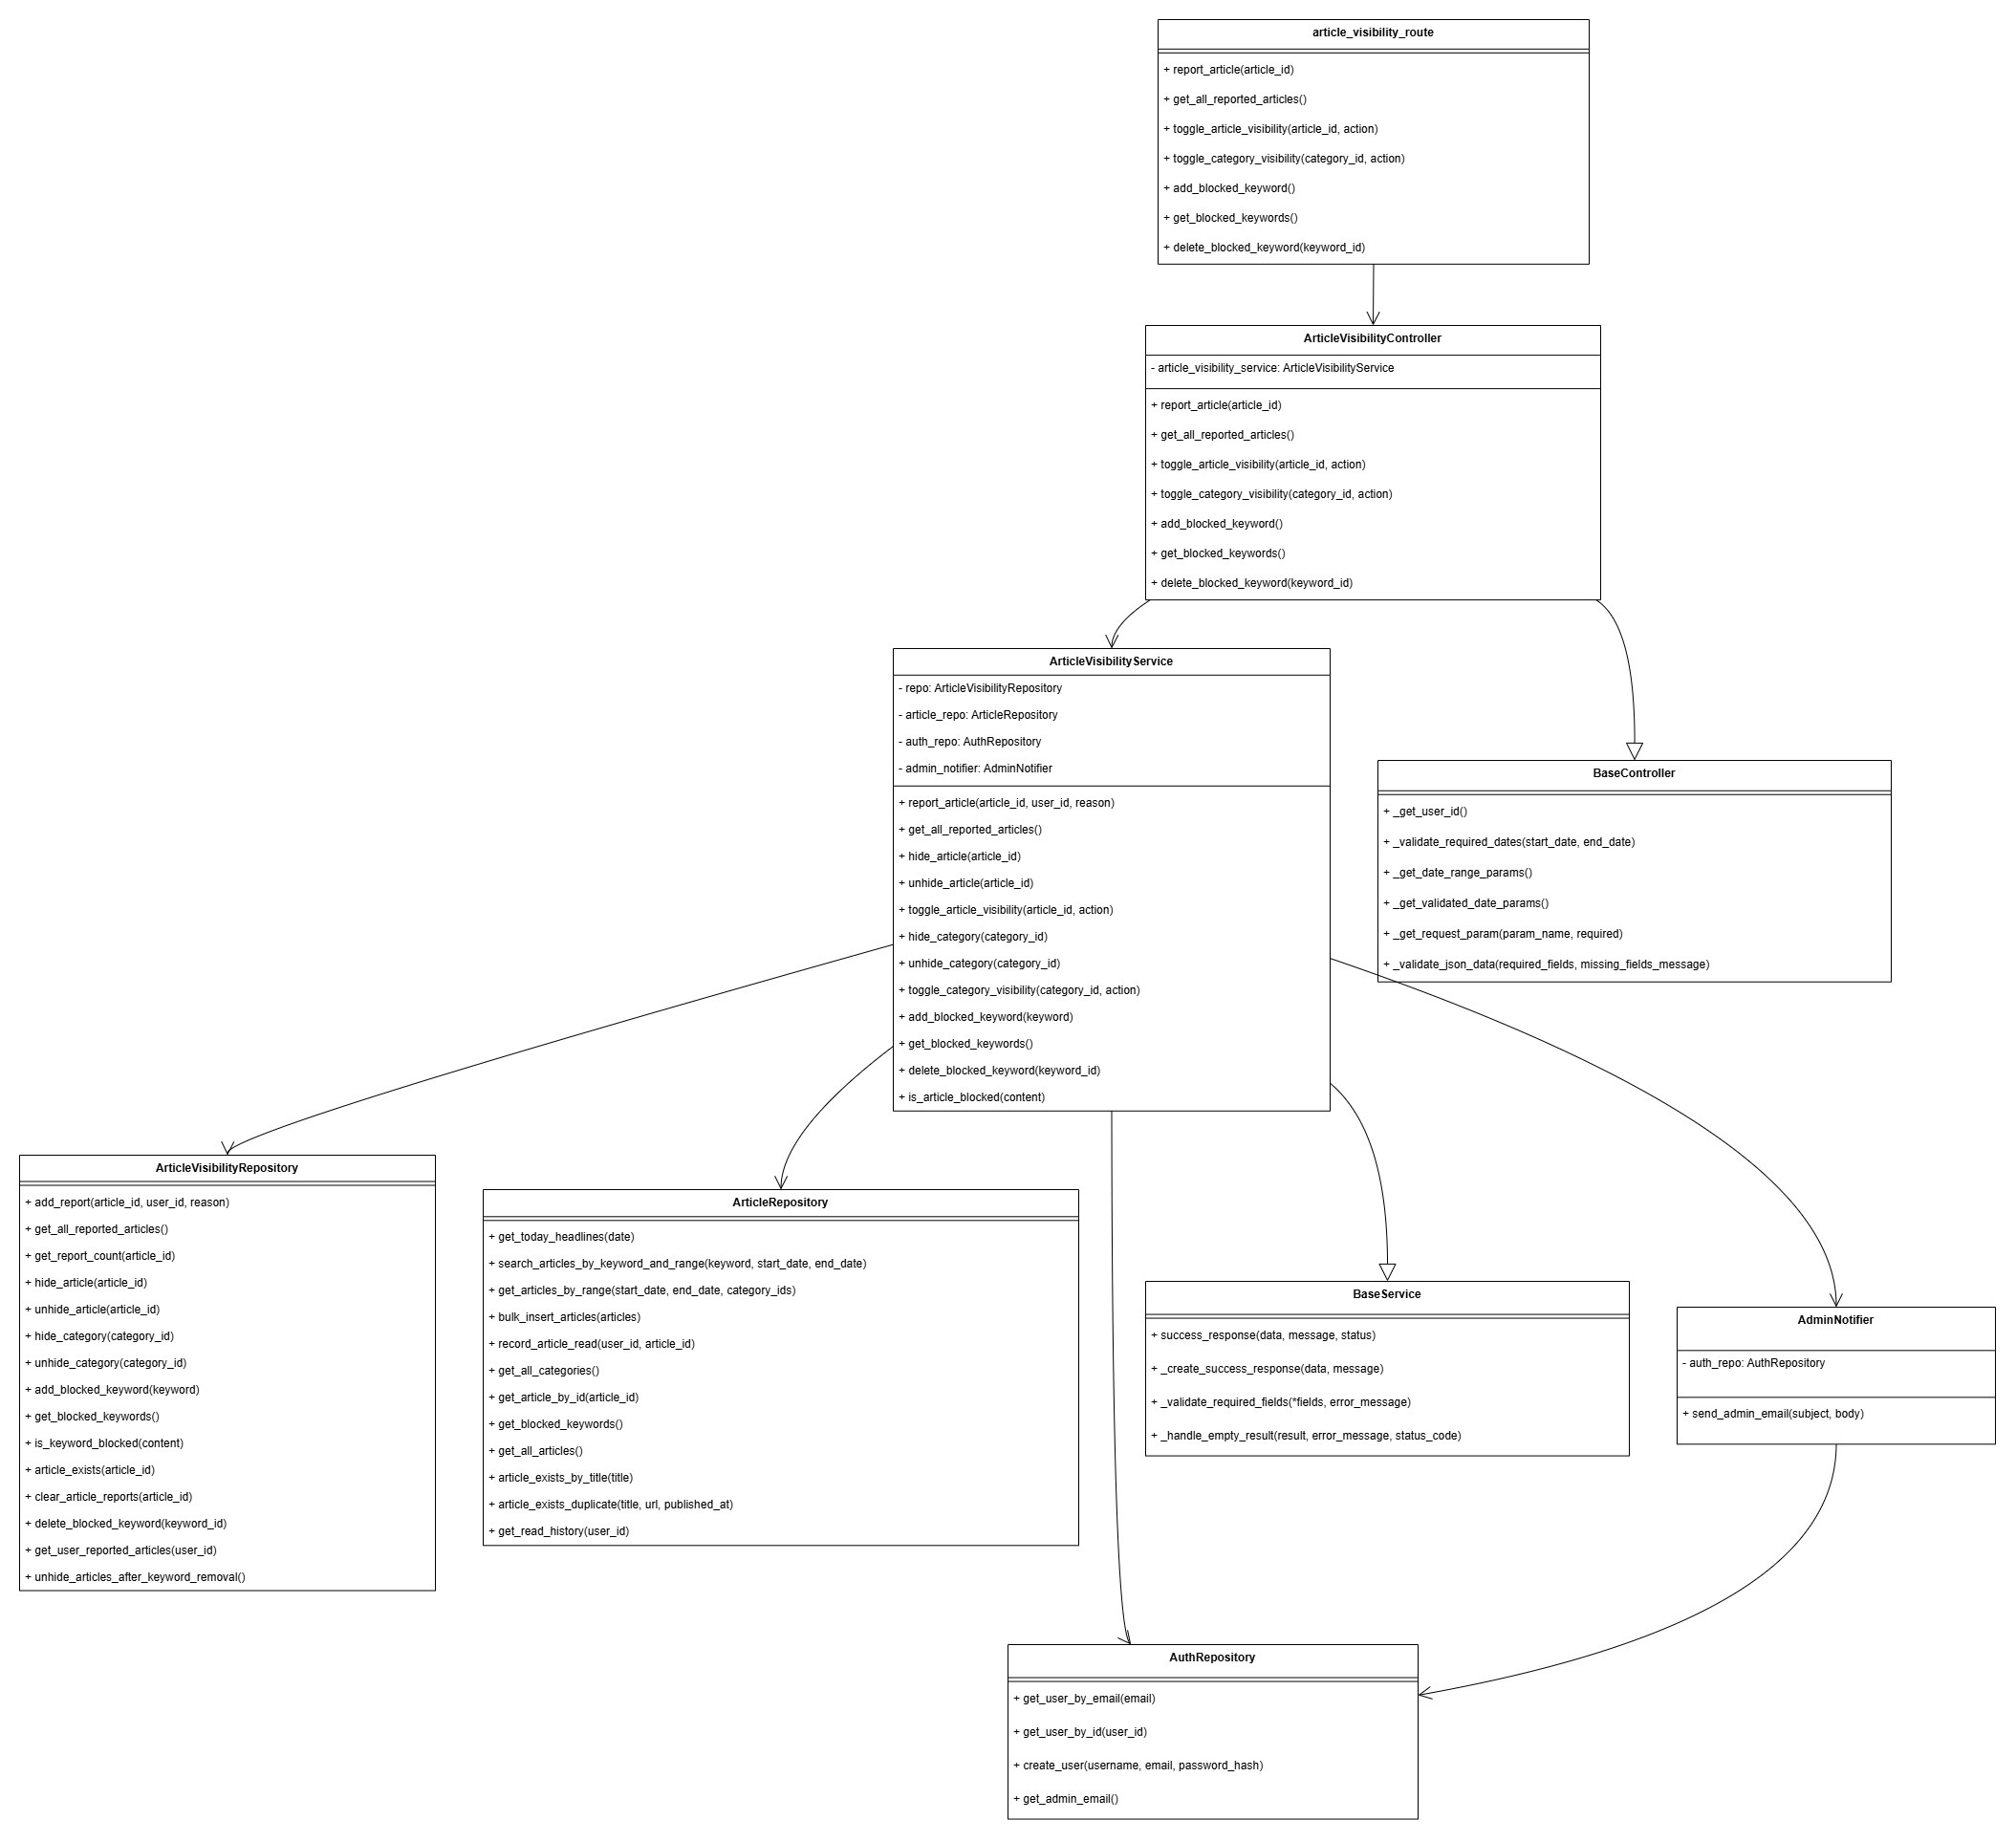 article_visibility_route
+ report_article(article_id)
+ get_all_reported_articles()
+ toggle_article_visibility(article_id, action)
+ toggle_category_visibility(category_id, action)
+ add_blocked_keyword()
+ get_blocked_keywords()
+ delete_blocked_keyword(keyword_id)
ArticleVisibilityController
- article_visibility_service: ArticleVisibilityService
+ report_article(article_id)
+ get_all_reported_articles()
+ toggle_article_visibility(article_id, action)
+ toggle_category_visibility(category_id, action)
+ add_blocked_keyword()
+ get_blocked_keywords()
+ delete_blocked_keyword(keyword_id)
ArticleVisibilityService
- repo: ArticleVisibilityRepository
- article_repo: ArticleRepository
- auth_repo: AuthRepository
- admin_notifier: AdminNotifier
+ report_article(article_id, user_id, reason)
+ get_all_reported_articles()
+ hide_article(article_id)
+ unhide_article(article_id)
+ toggle_article_visibility(article_id, action)
+ hide_category(category_id)
+ unhide_category(category_id)
+ toggle_category_visibility(category_id, action)
+ add_blocked_keyword(keyword)
+ get_blocked_keywords()
+ delete_blocked_keyword(keyword_id)
+ is_article_blocked(content)
BaseController
+ _get_user_id()
+ _validate_required_dates(start_date, end_date)
+ _get_date_range_params()
+ _get_validated_date_params()
+ _get_request_param(param_name, required)
+ _validate_json_data(required_fields, missing_fields_message)
ArticleVisibilityRepository
+ add_report(article_id, user_id, reason)
+ get_all_reported_articles()
+ get_report_count(article_id)
+ hide_article(article_id)
+ unhide_article(article_id)
+ hide_category(category_id)
+ unhide_category(category_id)
+ add_blocked_keyword(keyword)
+ get_blocked_keywords()
+ is_keyword_blocked(content)
+ article_exists(article_id)
+ clear_article_reports(article_id)
+ delete_blocked_keyword(keyword_id)
+ get_user_reported_articles(user_id)
+ unhide_articles_after_keyword_removal()
ArticleRepository
+ get_today_headlines(date)
+ search_articles_by_keyword_and_range(keyword, start_date, end_date)
+ get_articles_by_range(start_date, end_date, category_ids)
+ bulk_insert_articles(articles)
+ record_article_read(user_id, article_id)
+ get_all_categories()
+ get_article_by_id(article_id)
+ get_blocked_keywords()
+ get_all_articles()
+ article_exists_by_title(title)
+ article_exists_duplicate(title, url, published_at)
+ get_read_history(user_id)
BaseService
+ success_response(data, message, status)
+ _create_success_response(data, message)
+ _validate_required_fields(*fields, error_message)
+ _handle_empty_result(result, error_message, status_code)
AdminNotifier
- auth_repo: AuthRepository
+ send_admin_email(subject, body)
AuthRepository
+ get_user_by_email(email)
+ get_user_by_id(user_id)
+ create_user(username, email, password_hash)
+ get_admin_email()